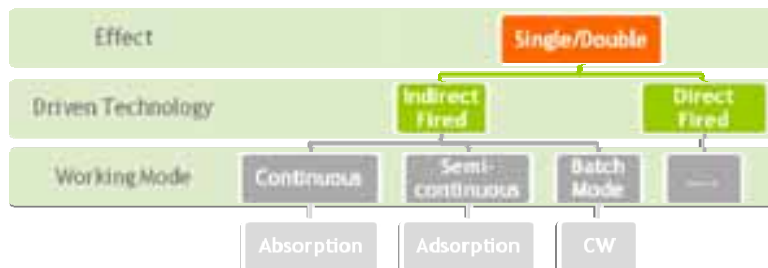 Effect
Single/Double
Driven Technology
Indirect
Fired
Direct
Fired
Working Mode
Continuous
Semi-
continuous
Batch
Mode
Absorption
Adsorption
CW